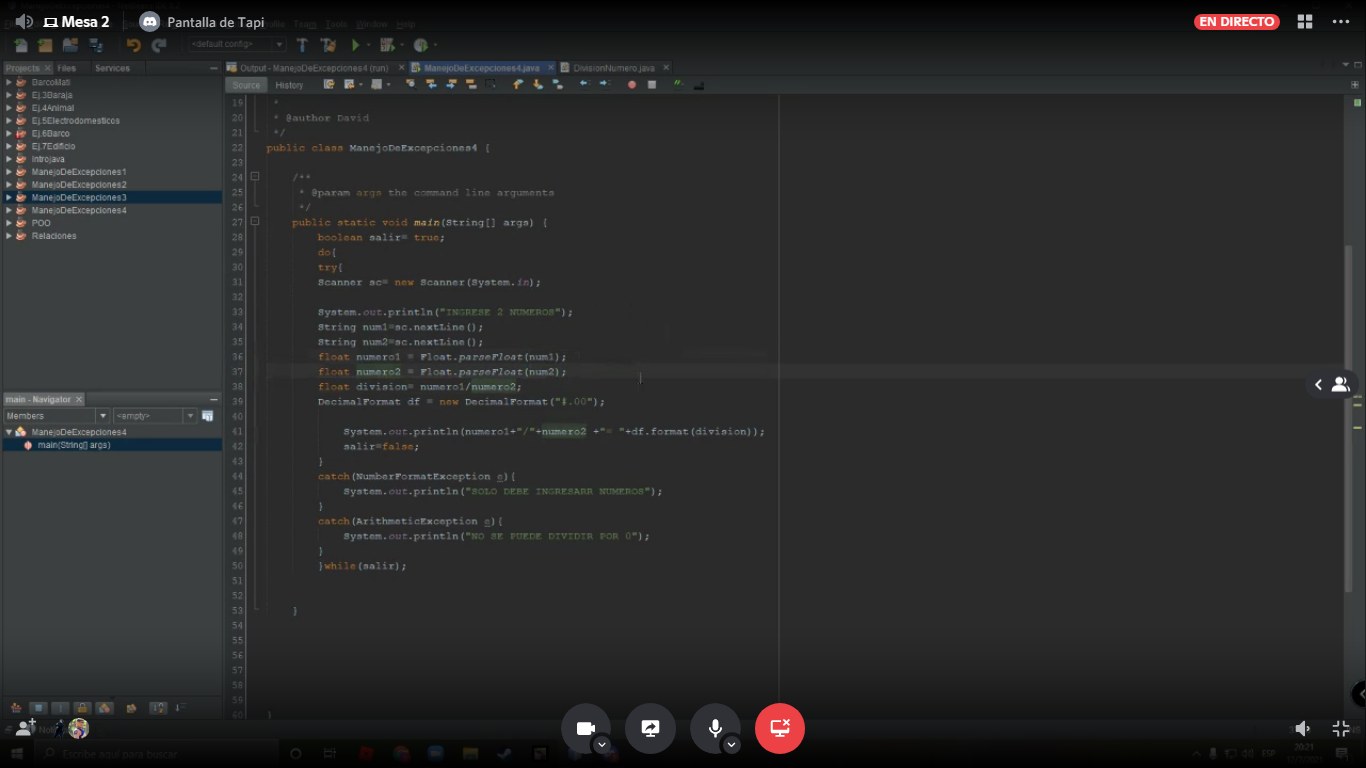 Mesa 2
Pantalla de Tapi
EN DIRECTO
Window
Help
<default config>
Projects
Files
Services
Output - ManejoDeExcepciones4 (run)
ManejoDeExcepciones4.java
DivisionNumero.java
Source
History
BarcoMati
Ej.3Baraja
Ej.4Animal
Ej.5Electrodomesticos
Ej.6Barco
Ej.7Edificio
Introjava
ManejoDeExcepciones1
ManejoDeExcepciones2
ManejoDeExcepciones3
ManejoDeExcepciones4
POO
Relaciones
main - Navigator
Members
<empty>
ManejoDeExcepciones4
main(String[] args)
19 *
20 * @author David
21 */
22 public class ManejoDeExcepciones4 {
23
24 /**
25 * @param args the command line arguments
26 */
27 public static void main(String[] args) {
28 boolean salir= true;
29 do{
30 try{
31 Scanner sc= new Scanner(System.in);
32
33 System.out.println("INGRESE 2 NUMEROS");
34 String num1=sc.nextLine();
35 String num2=sc.nextLine();
36 float numero1 = Float.parseFloat(num1);
37 float numero2 = Float.parseFloat(num2);
38 float division= numero1/numero2;
39 DecimalFormat df = new DecimalFormat("#.00");
40
41 System.out.println(numero1+"/"+numero2 +"= "+df.format(division));
42 salir=false;
43 }
44 catch(NumberFormatException e){
45 System.out.println("SOLO DEBE INGRESARR NUMEROS");
46 }
47 catch(ArithmeticException e){
48 System.out.println("NO SE PUEDE DIVIDIR POR 0");
49 }
50 }while(salir);
51
52
53 }
54
55
56
57
58
59
60 }
Escribe aquí para buscar
ESP
20:21